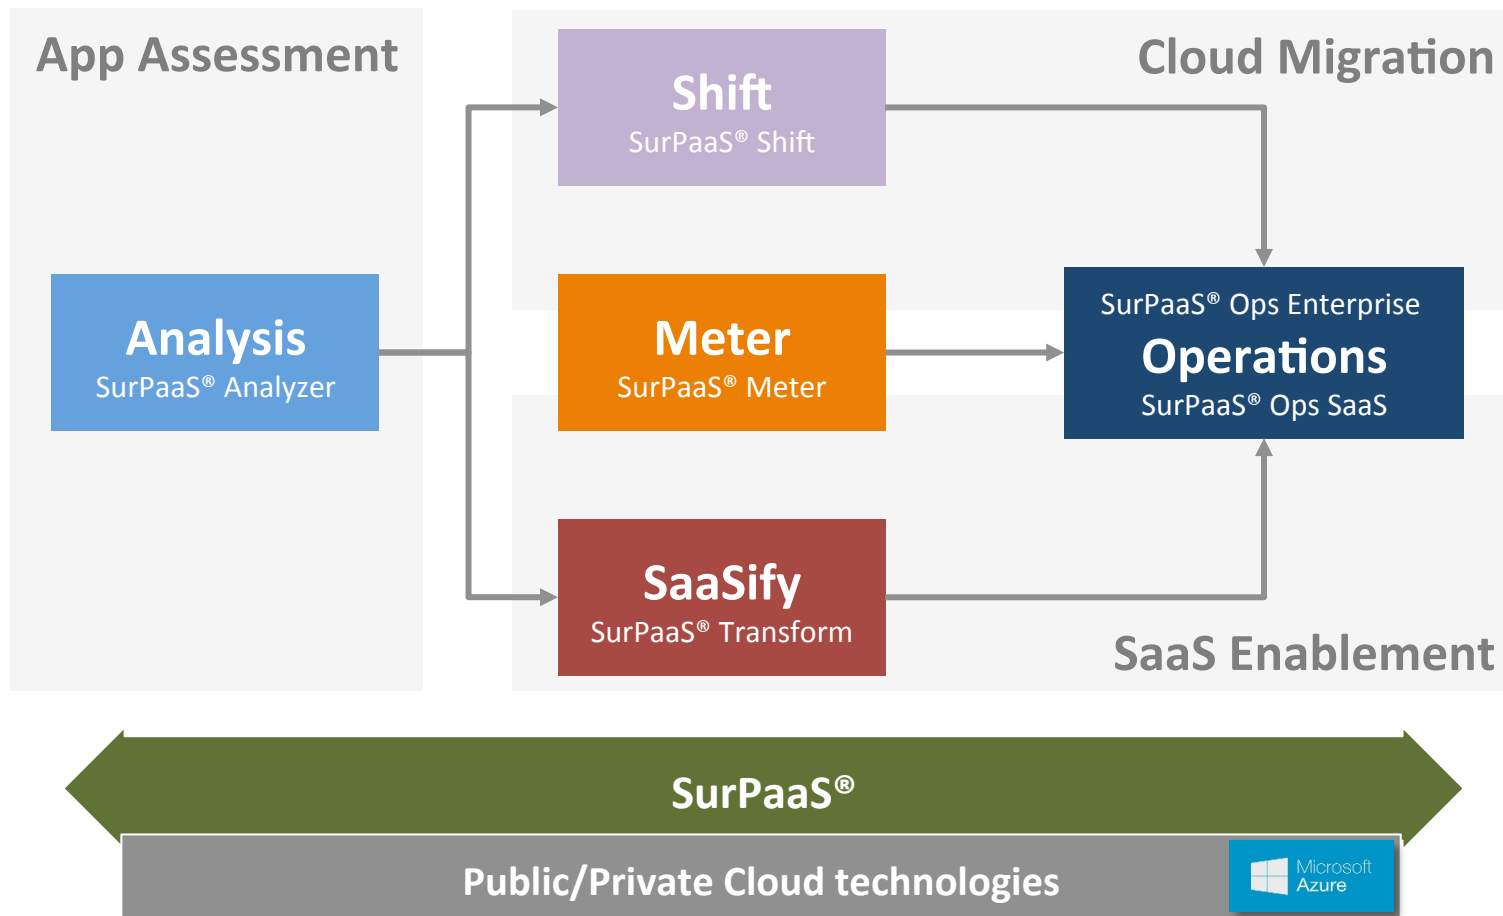 App Assessment
Cloud Migration
Shift
SurPaaS® Shift
Analysis
SurPaaS® Analyzer
Meter
SurPaaS® Meter
SurPaaS® Ops Enterprise
Operations
SurPaaS® Ops SaaS
SaaSify
SurPaaS® Transform
SaaS Enablement
SurPaaS®
Public/Private Cloud technologies
Microsoft
Azure